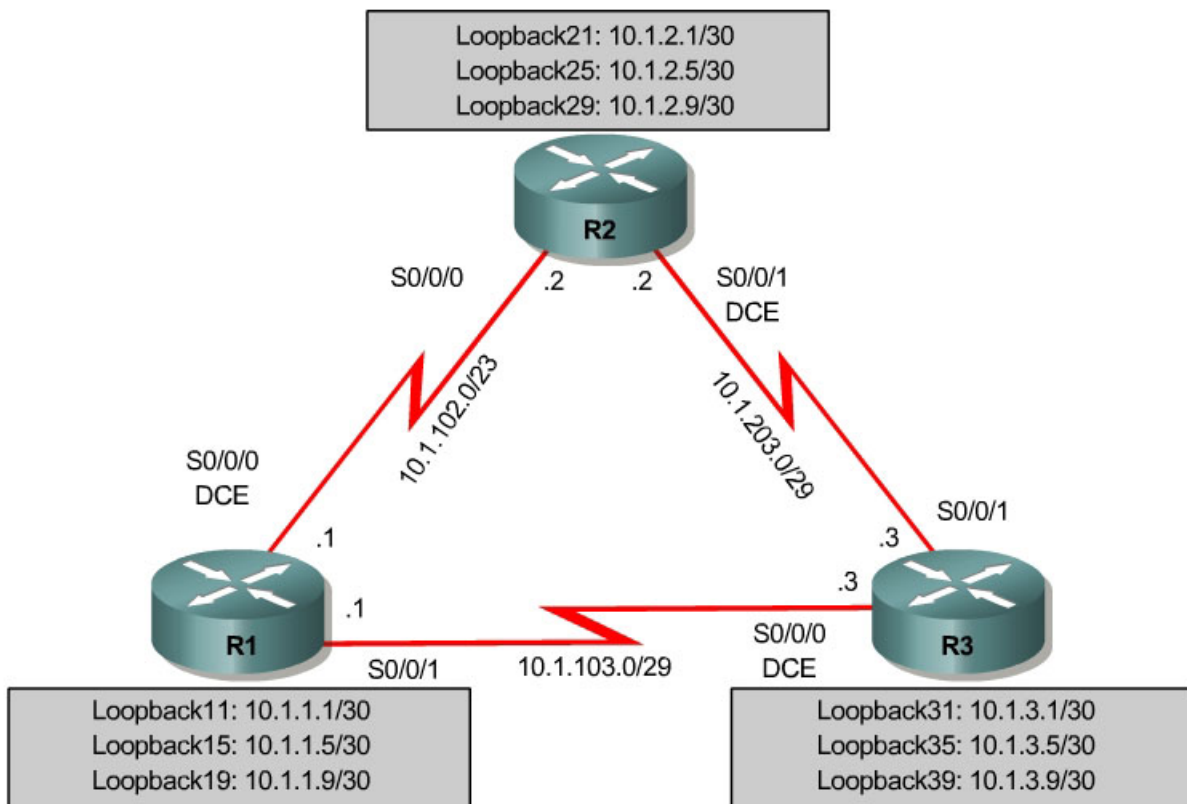 Loopback21: 10.1.2.1/30
Loopback25: 10.1.2.5/30
Loopback29: 10.1.2.9/30
R2
S0/0/0
.2
.2
S0/0/1
DCE
10.1.102.0/23
10.1.203.0/29
S0/0/0
DCE
.1
S0/0/1
.3
.1
.3
R1
S0/0/1
10.1.103.0/29
S0/0/0
DCE
R3
Loopback11: 10.1.1.1/30
Loopback15: 10.1.1.5/30
Loopback19: 10.1.1.9/30
Loopback31: 10.1.3.1/30
Loopback35: 10.1.3.5/30
Loopback39: 10.1.3.9/30